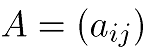 A = (a_{ij})